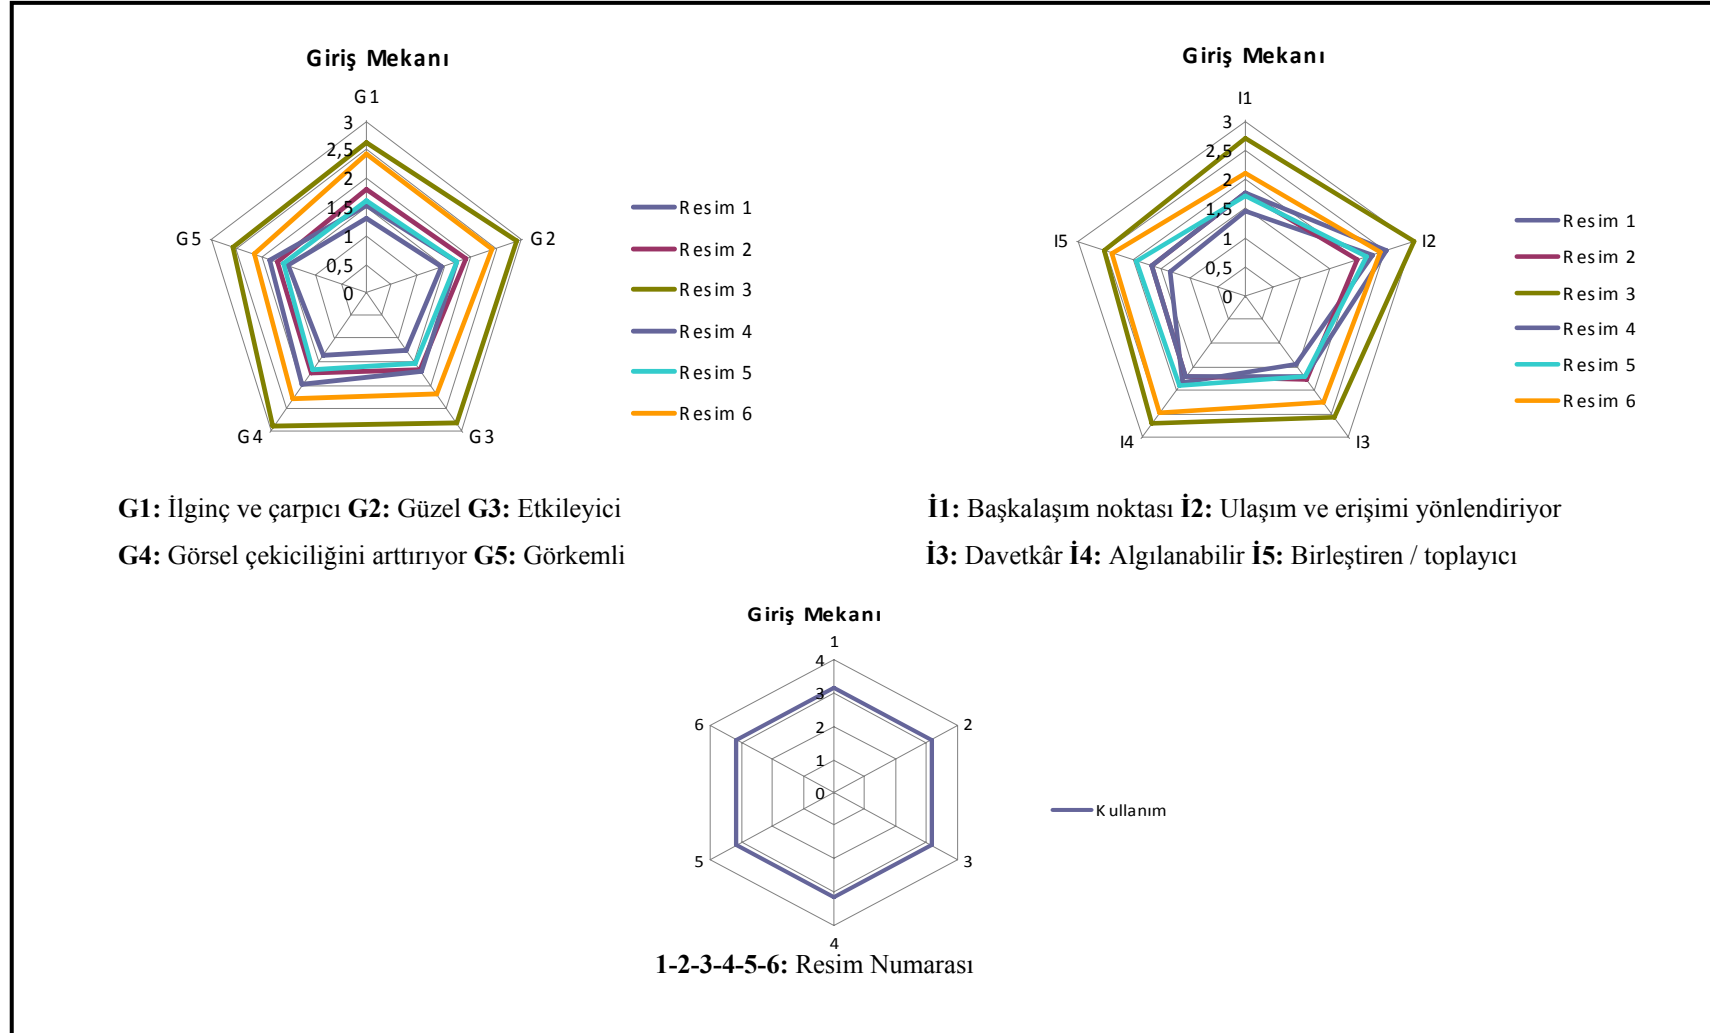 Giriş Mekanı
G1
3
2,5
2
1,5
1
0,5
0
G2
G3
G4
G5
Resim 1
Resim 2
Resim 3
Resim 4
Resim 5
Resim 6
Giriş Mekanı
I1
3
2,5
2
1,5
1
0,5
0
I2
I3
I4
I5
Resim 1
Resim 2
Resim 3
Resim 4
Resim 5
Resim 6
G1: İlginç ve çarpıcı G2: Güzel G3: Etkileyici
G4: Görsel çekiciliğini arttırıyor G5: Görkemli
İ1: Başkalaşım noktası İ2: Ulaşım ve erişimi yönlendiriyor
İ3: Davetkâr İ4: Algılanabilir İ5: Birleştiren / toplayıcı
Giriş Mekanı
1
4
3
2
1
0
2
3
4
5
6
Kullanım
1-2-3-4-5-6: Resim Numarası